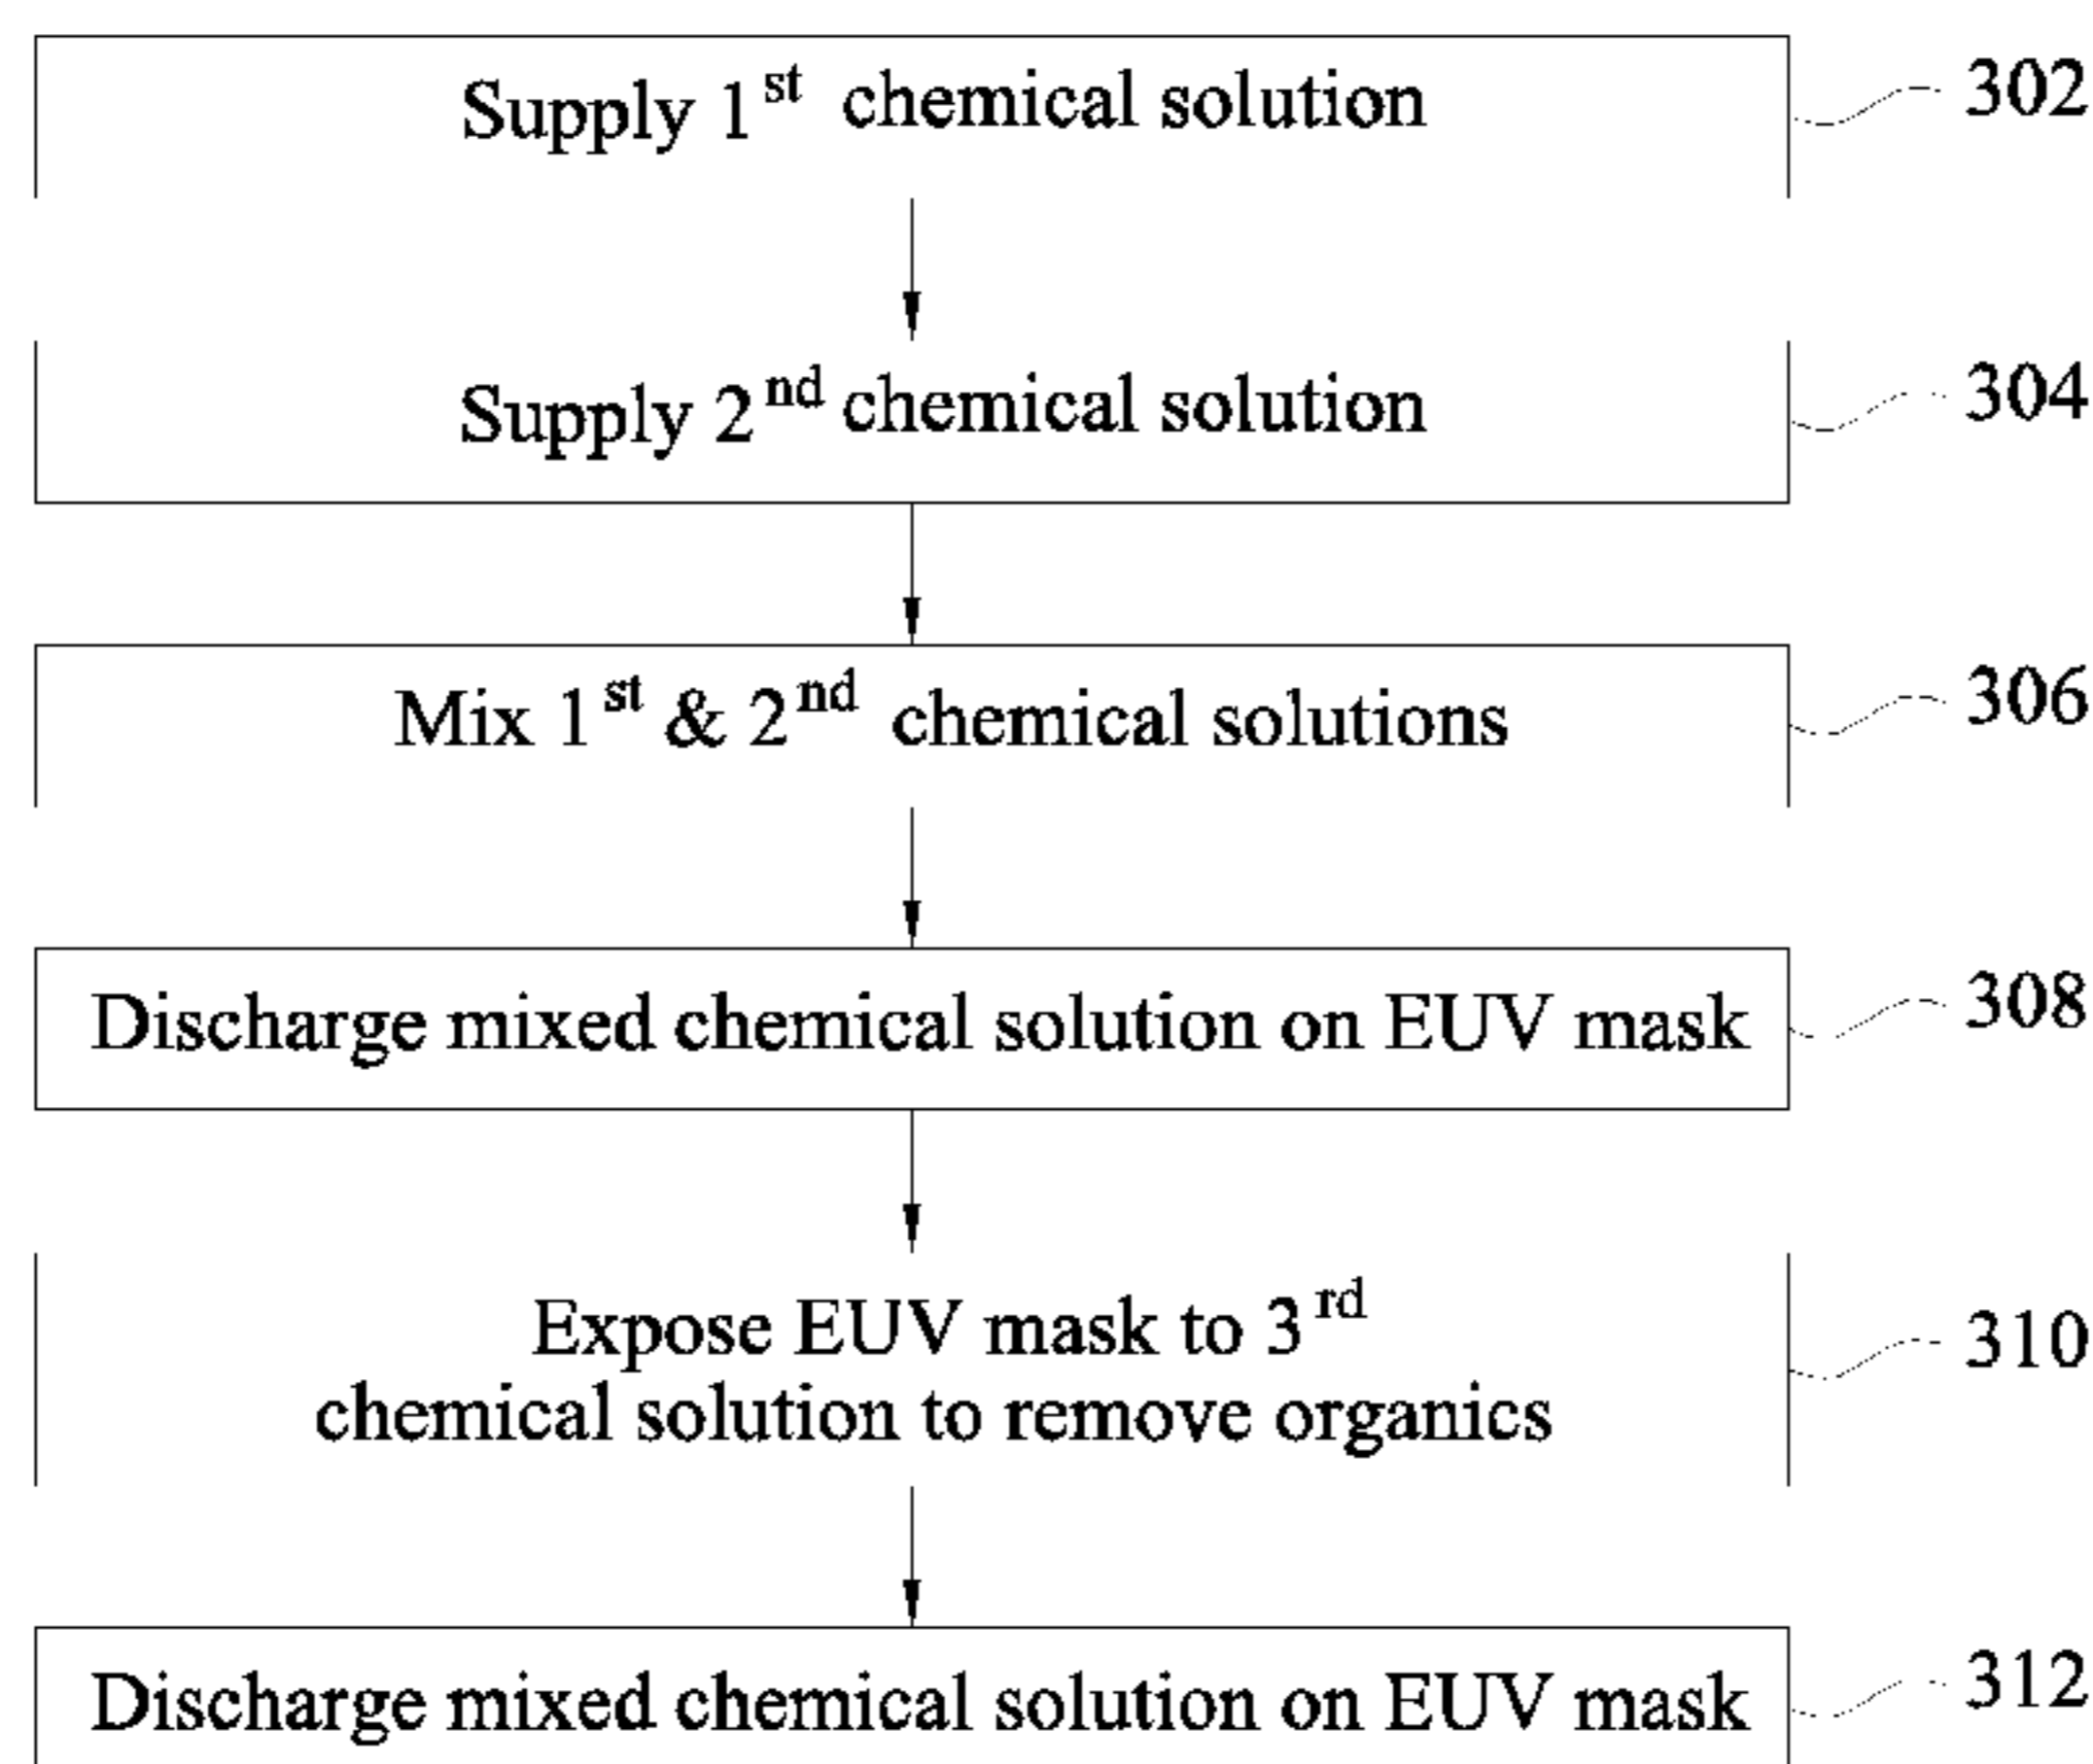 Supply 1st chemical solution 302
Supply 2nd chemical solution 304
Mix 1st & 2nd chemical solutions 306
Discharge mixed chemical solution on EUV mask 308
Expose EUV mask to 3rd
chemical solution to remove organics 310
Discharge mixed chemical solution on EUV mask 312